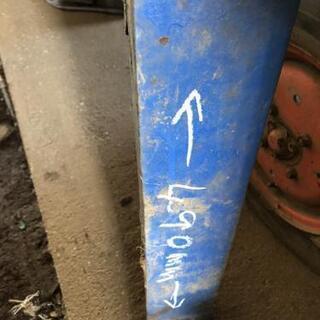 ← 490mm →